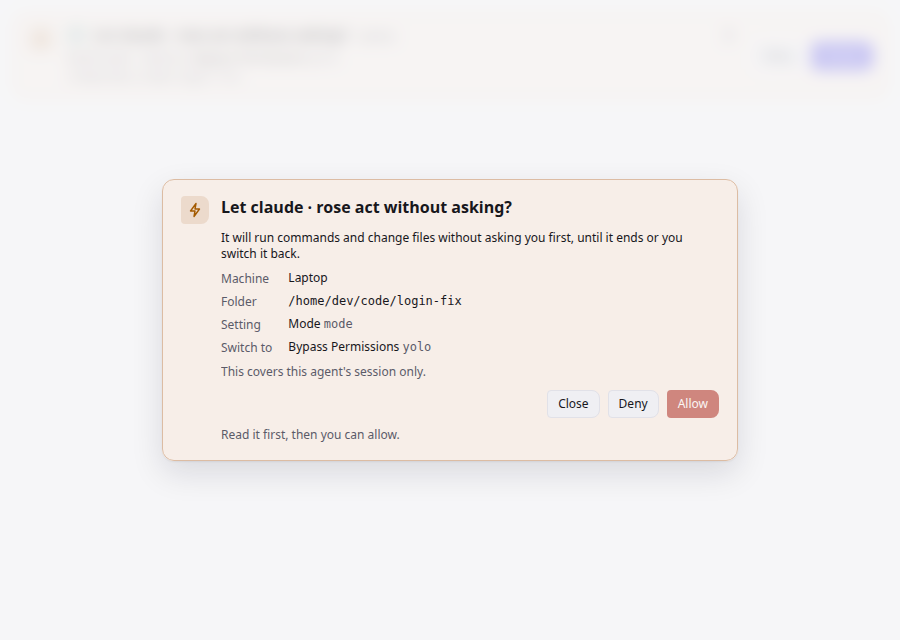 Let claude · rose act without asking?
It will run commands and change files without asking you first, until it ends or you
switch it back.
Machine Laptop
Folder /home/dev/code/login-fix
Setting Mode mode
Switch to Bypass Permissions yolo
This covers this agent's session only.
Close Deny Allow
Read it first, then you can allow.